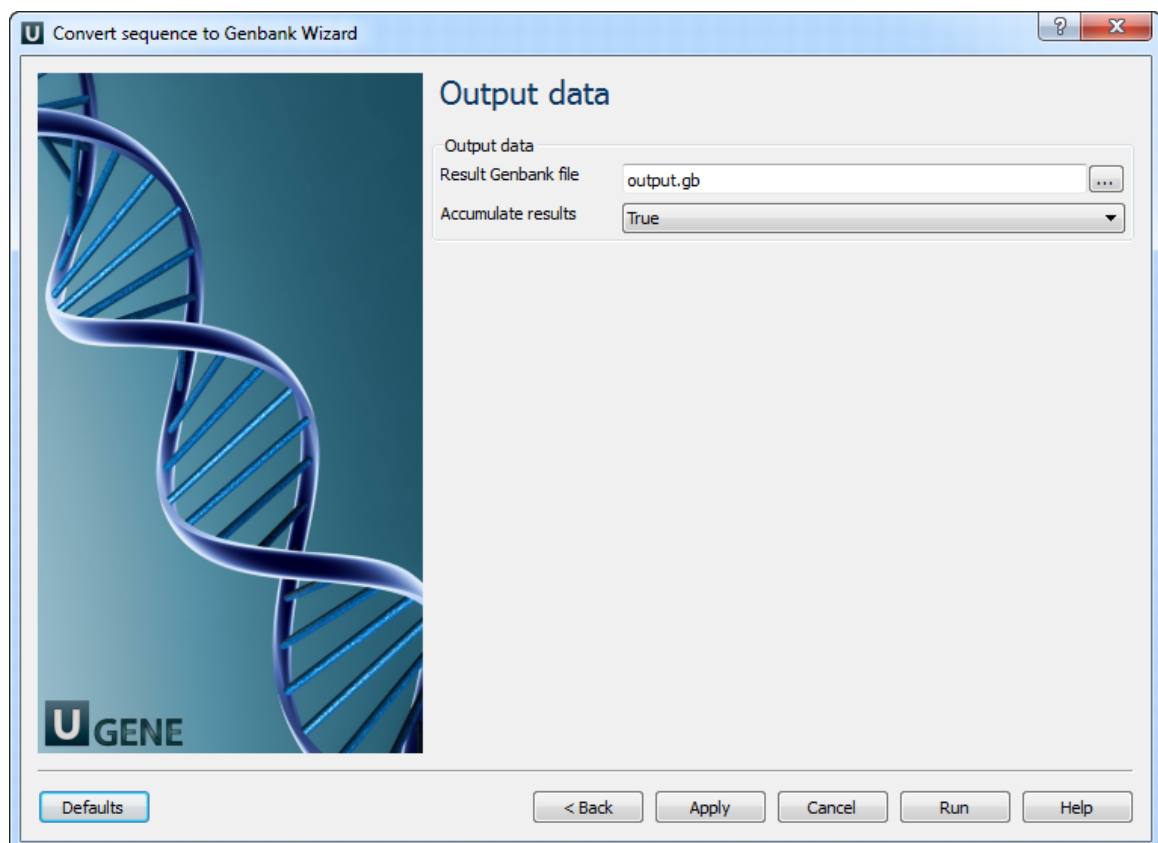 U Convert sequence to Genbank Wizard
?
X
Output data
Output data
Result Genbank file
output.gb
...
Accumulate results
True
U GENE
Defaults
< Back
Apply
Cancel
Run
Help